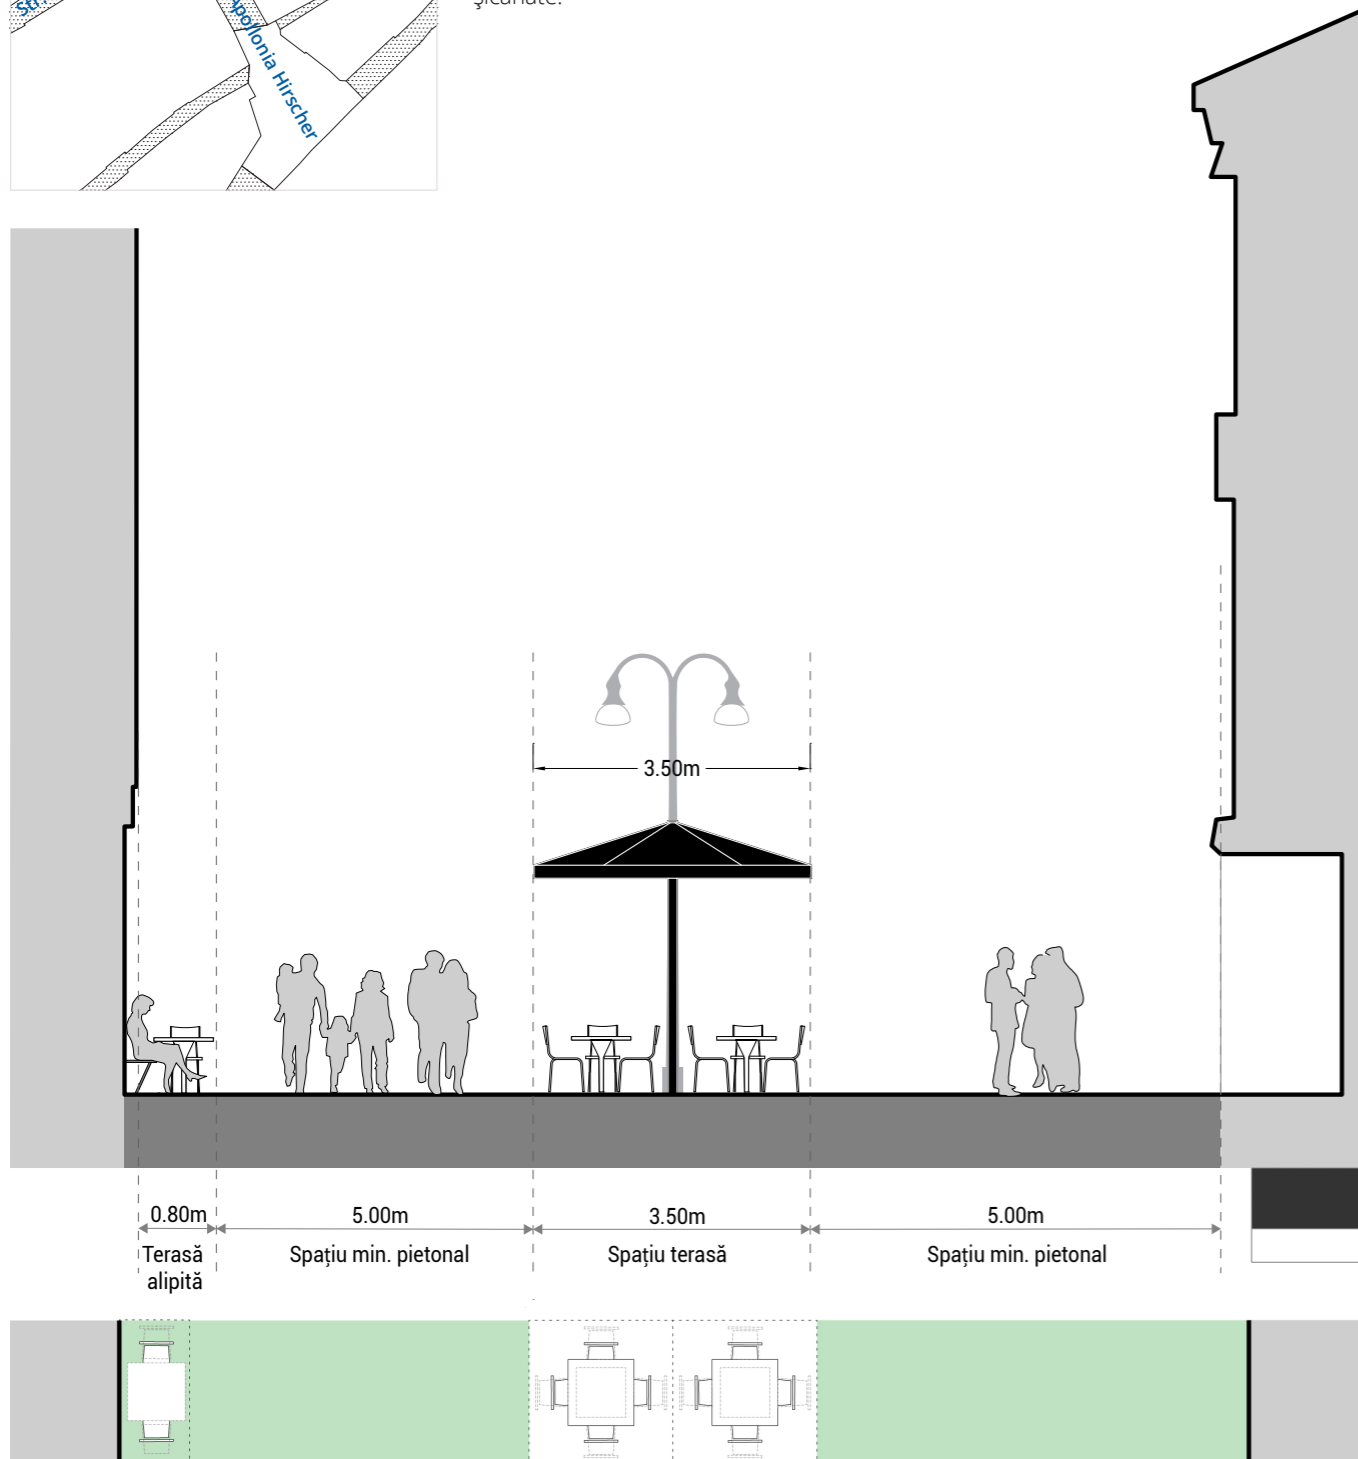 şicanate.
Apollonia Hirscher
3.50m
0.80m
5.00m
3.50m
5.00m
Terasă
alipită
Spațiu min. pietonal
Spațiu terasă
Spațiu min. pietonal